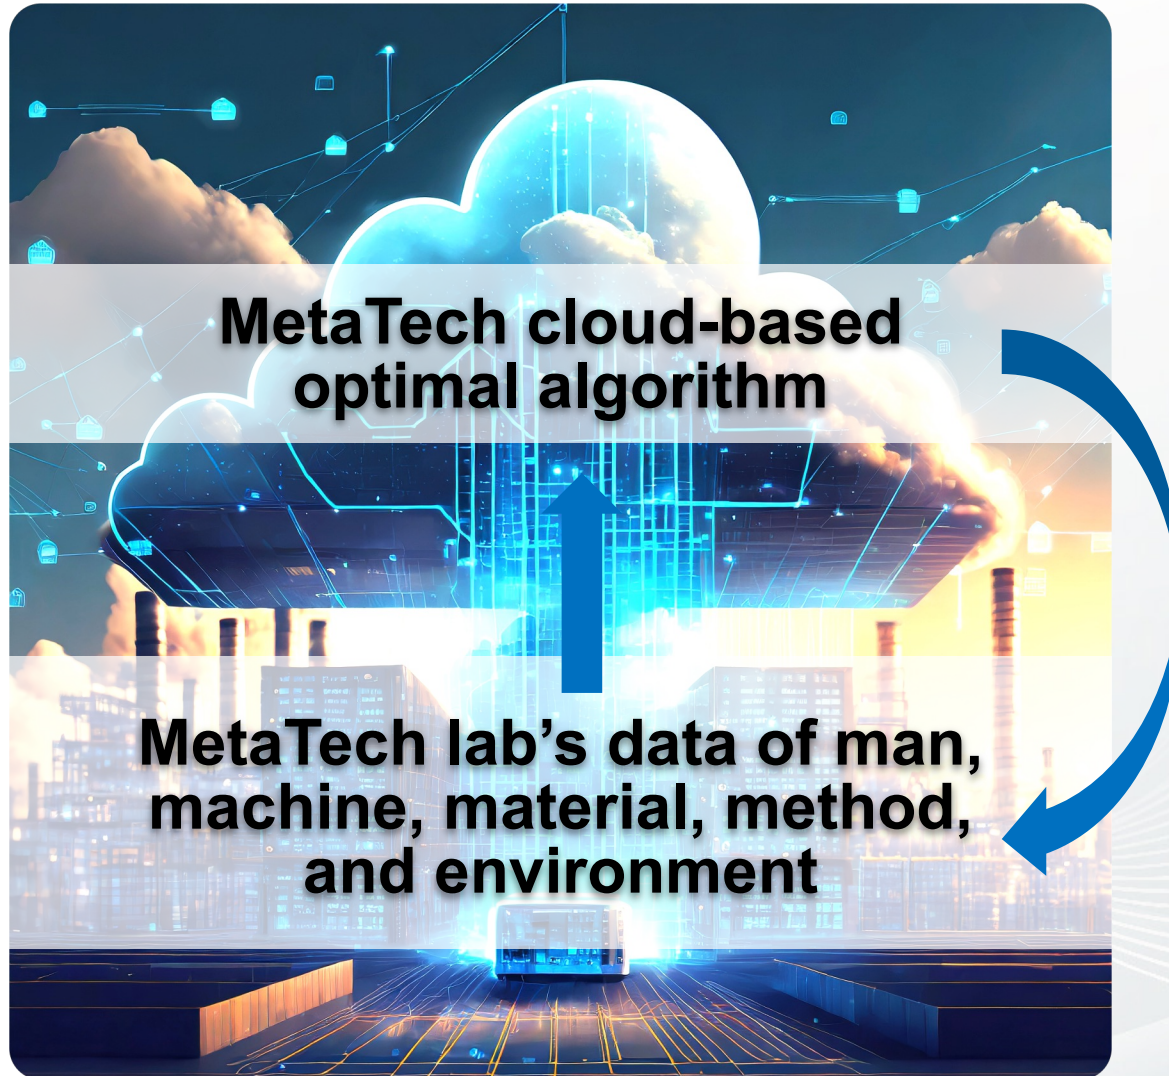 MetaTech cloud-based
optimal algorithm
MetaTech lab’s data of man,
machine, material, method,
and environment